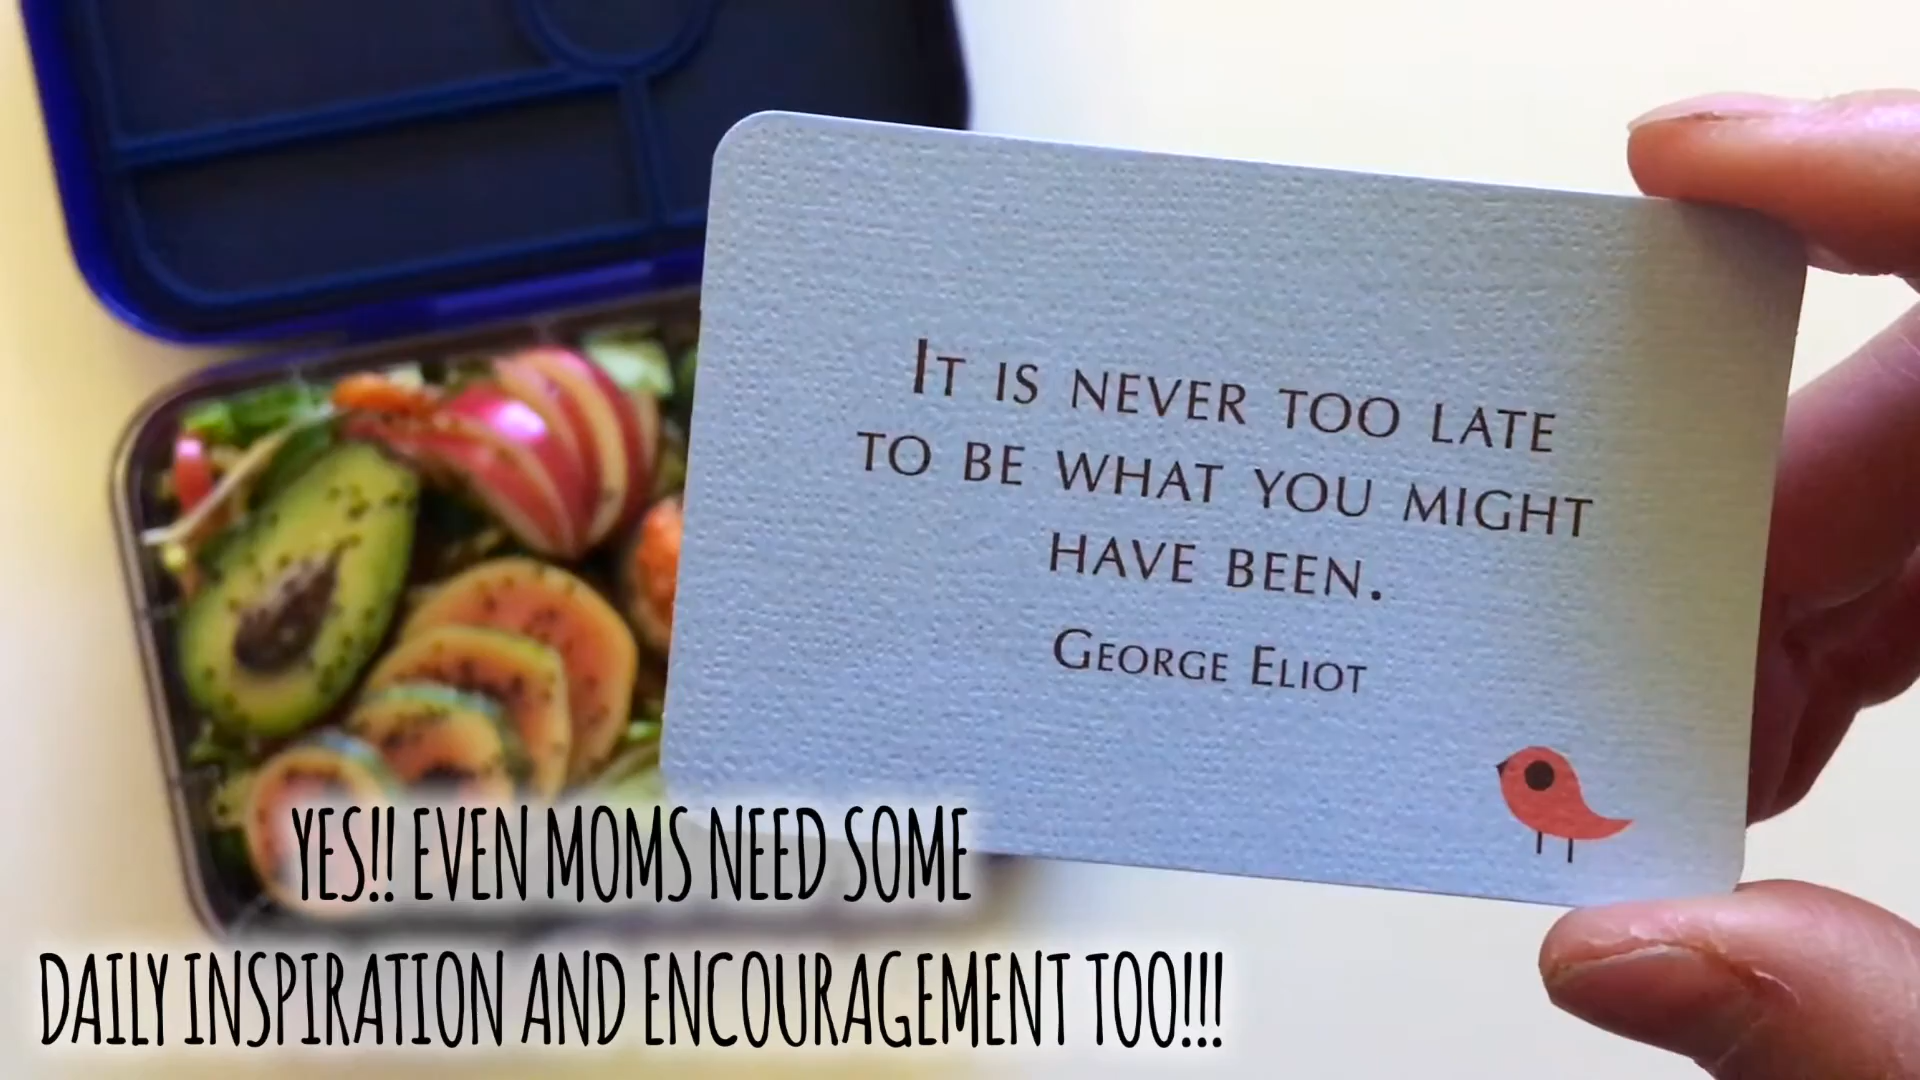 IT IS NEVER TOO LATE
TO BE WHAT YOU MIGHT
HAVE BEEN.
GEORGE ELIOT
YES!! EVEN MOMS NEED SOME
DAILY INSPIRATION AND ENCOURAGEMENT TOO!!!